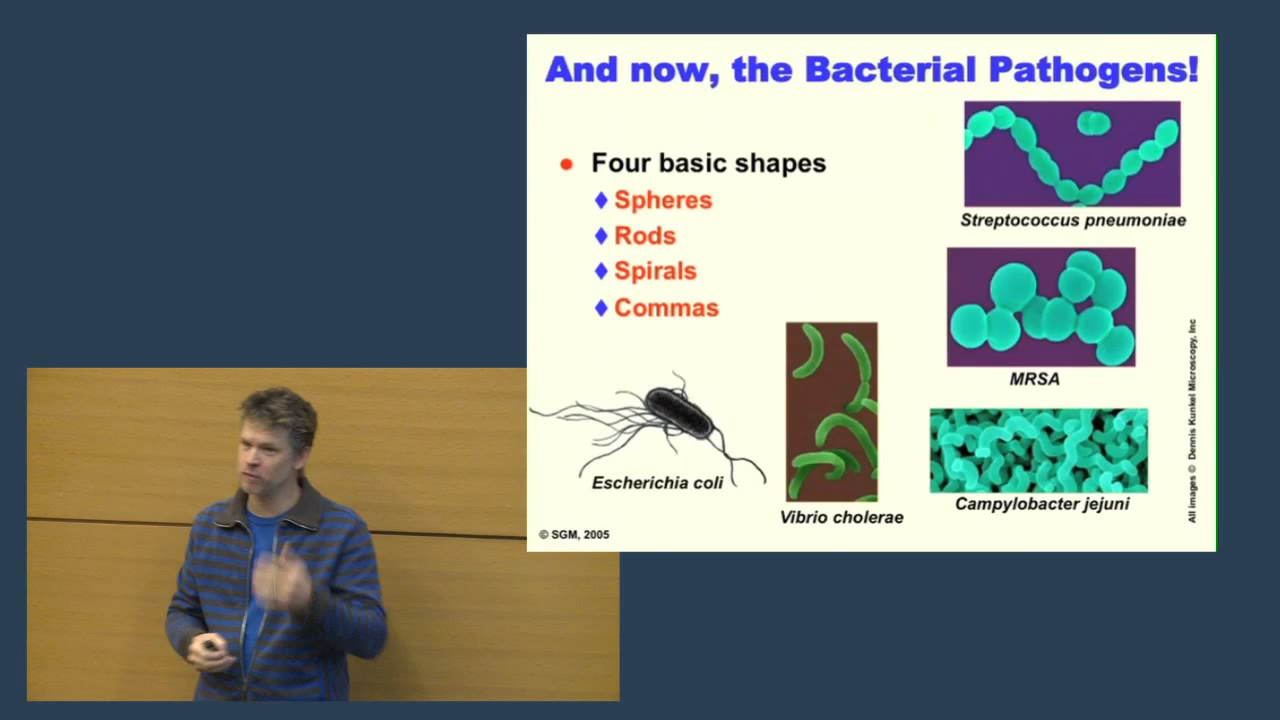 And now, the Bacterial Pathogens!
Four basic shapes
Spheres
Rods
Spirals
Commas
Streptococcus pneumoniae
MRSA
Escherichia coli
Vibrio cholerae
Campylobacter jejuni
© SGM, 2005
All images © Dennis Kunkel Microscopy, Inc